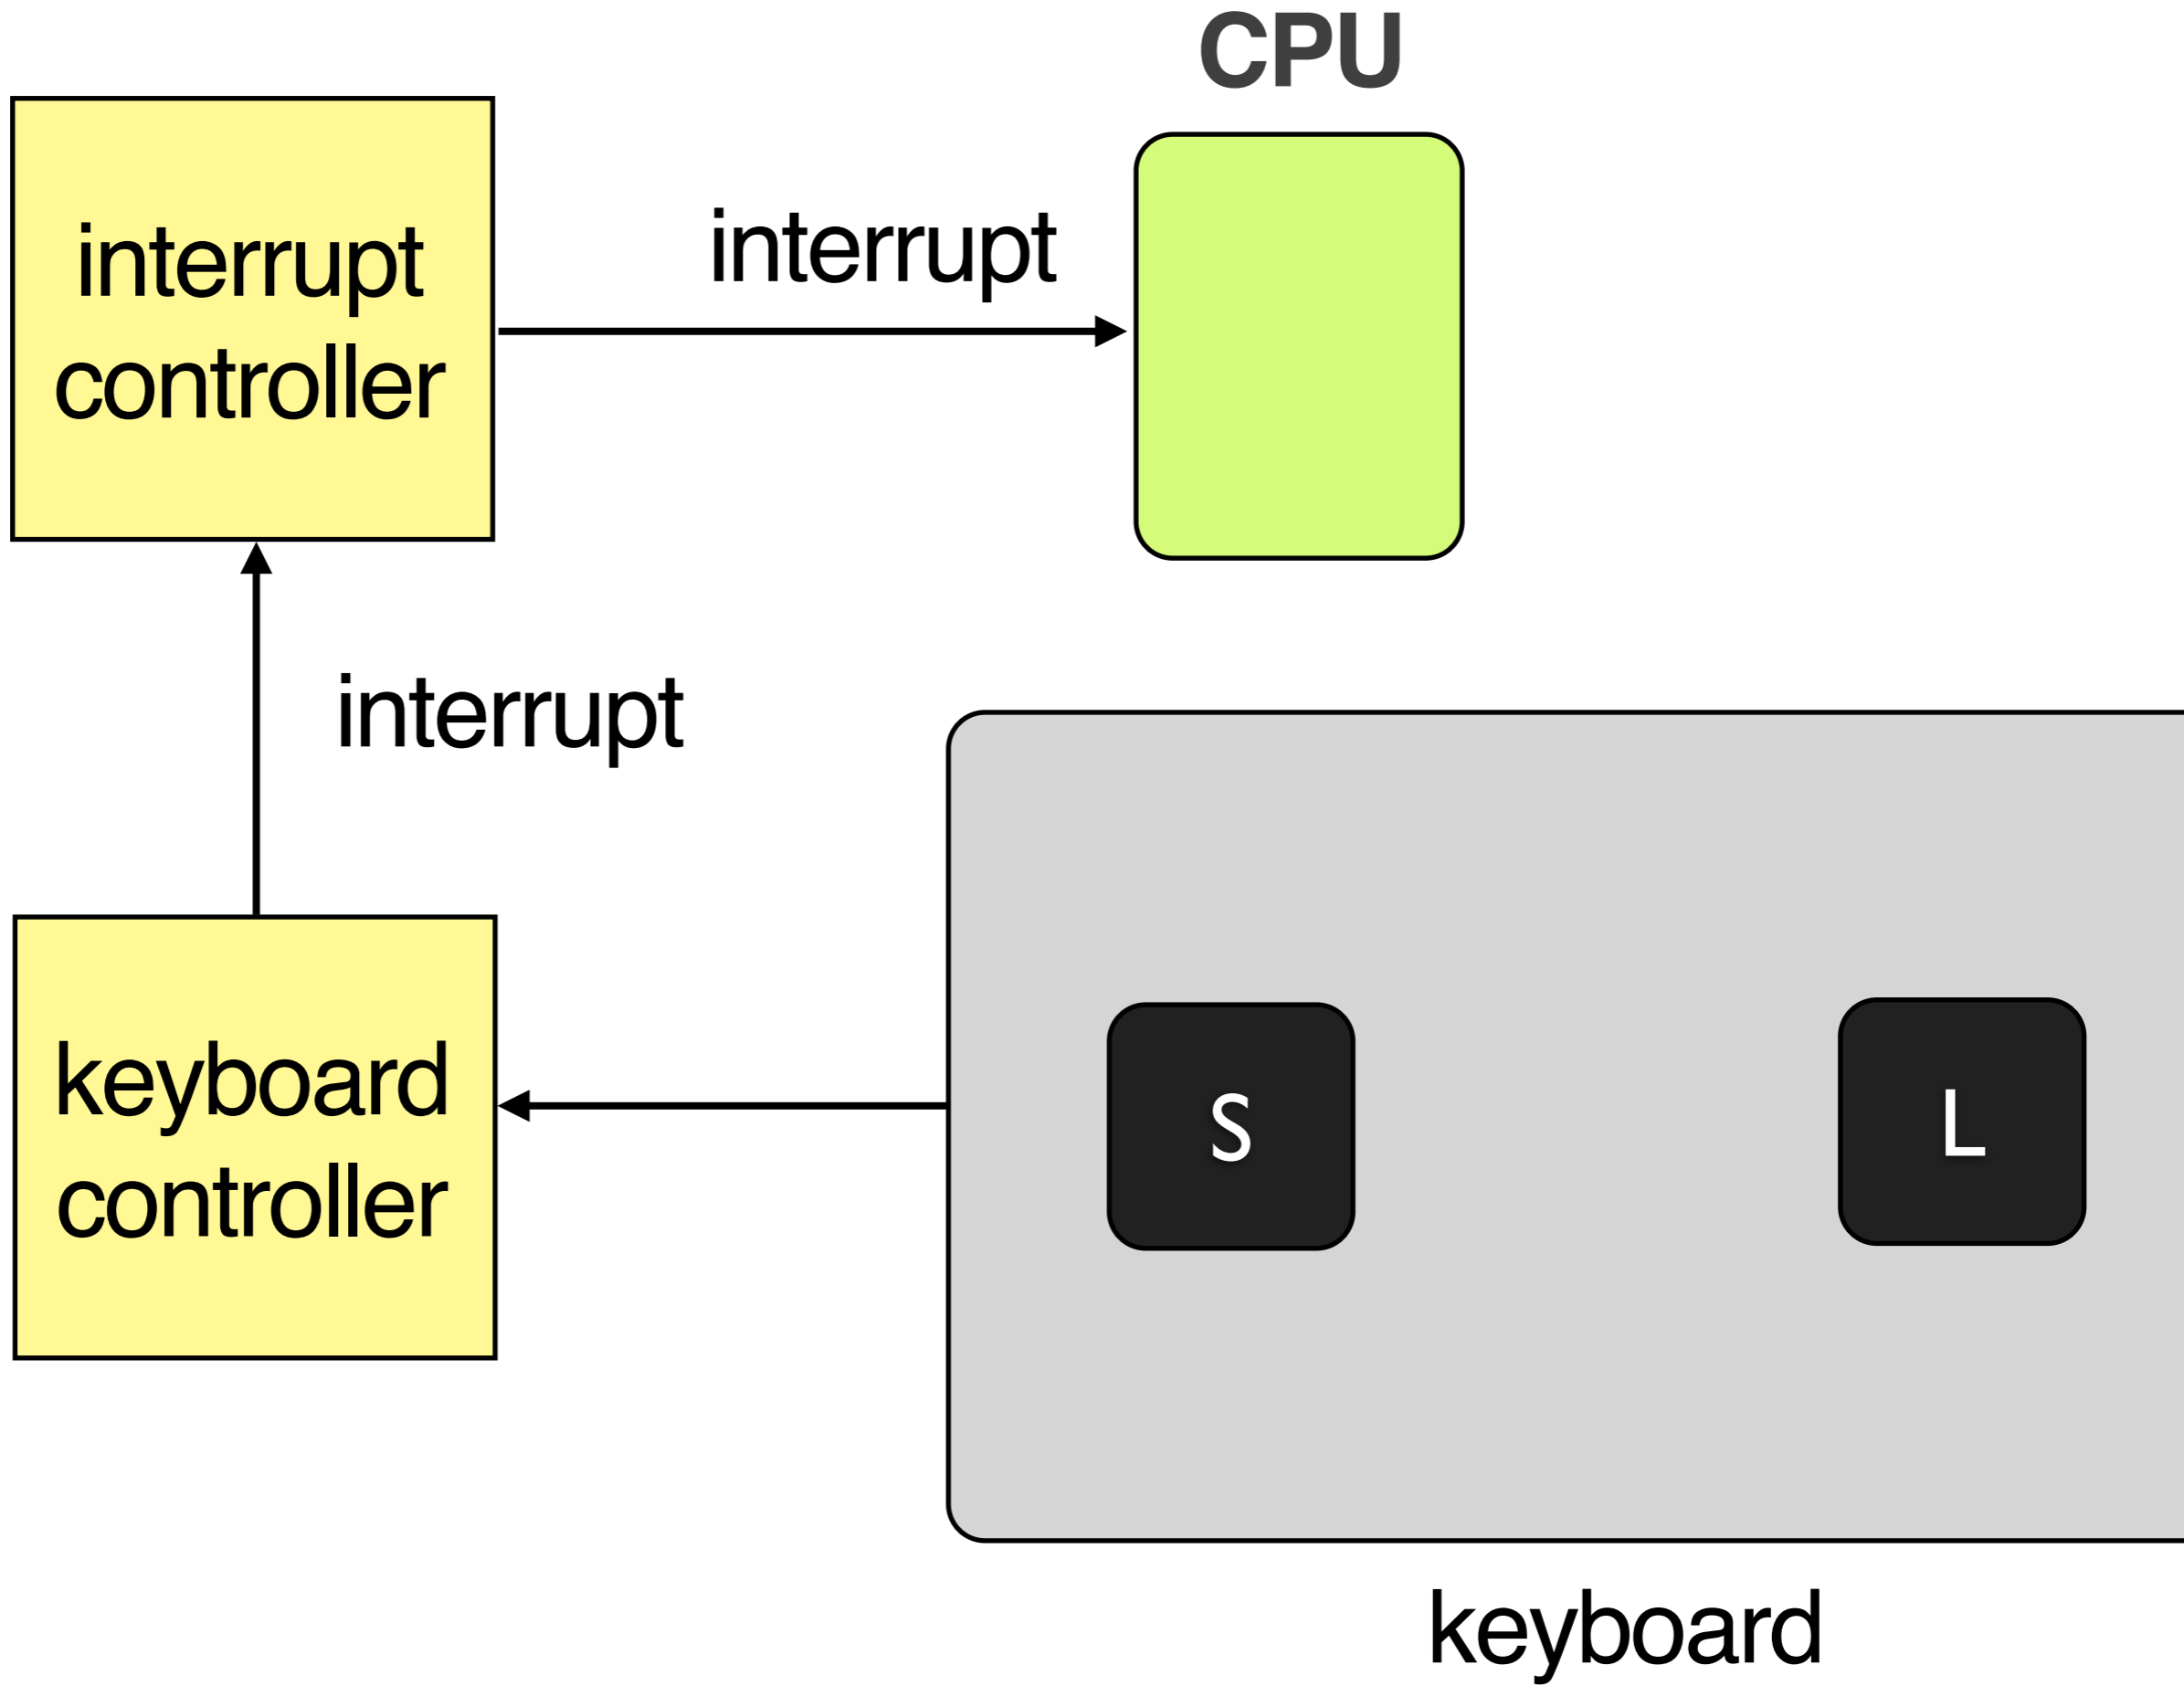 CPU
interrupt
controller
interrupt
interrupt
keyboard
controller
S
L
keyboard